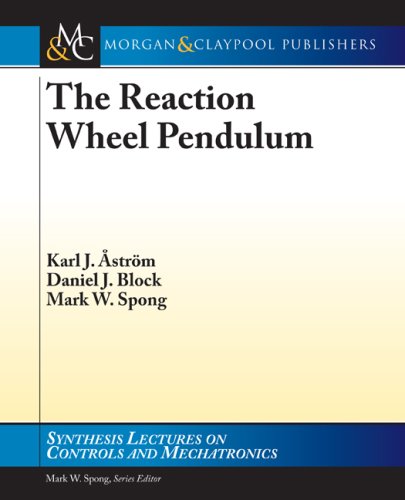 M
&C
MORGAN&CLAYPOOL PUBLISHERS
The Reaction
Wheel Pendulum
Karl J. Åström
Daniel J. Block
Mark W. Spong
SYNTHESIS LECTURES ON
CONTROLS AND MECHATRONICS
Mark W. Spong, Series Editor